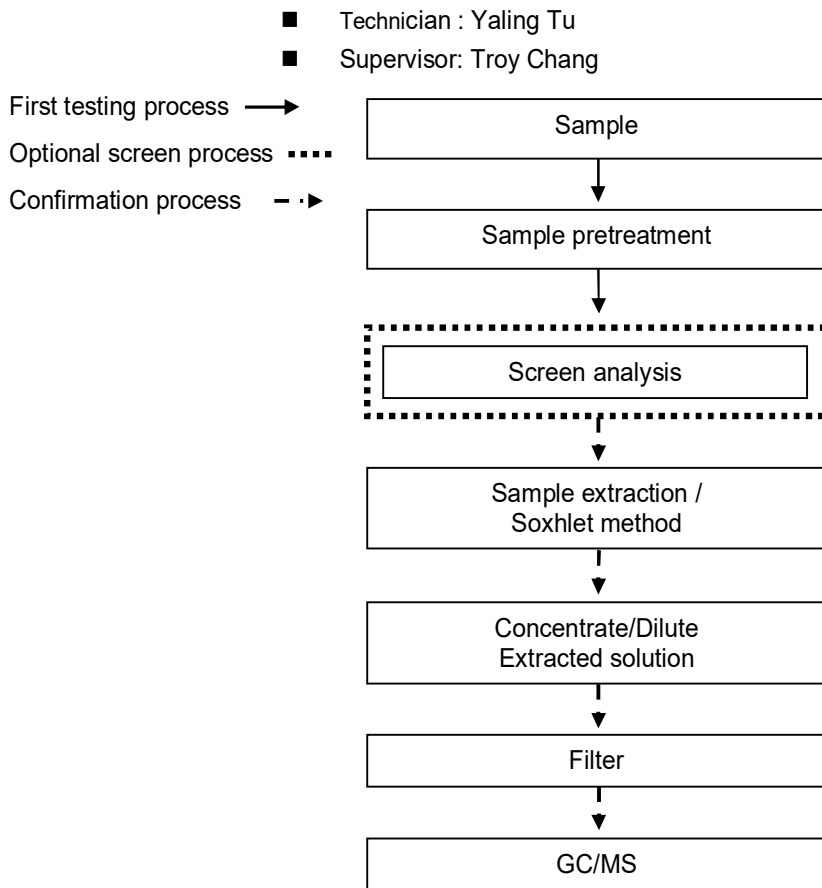 Technician : Yaling Tu
Supervisor: Troy Chang
First testing process
Optional screen process
Confirmation process
Sample
Sample pretreatment
Screen analysis
Sample extraction /
Soxhlet method
Concentrate/Dilute
Extracted solution
Filter
GC/MS